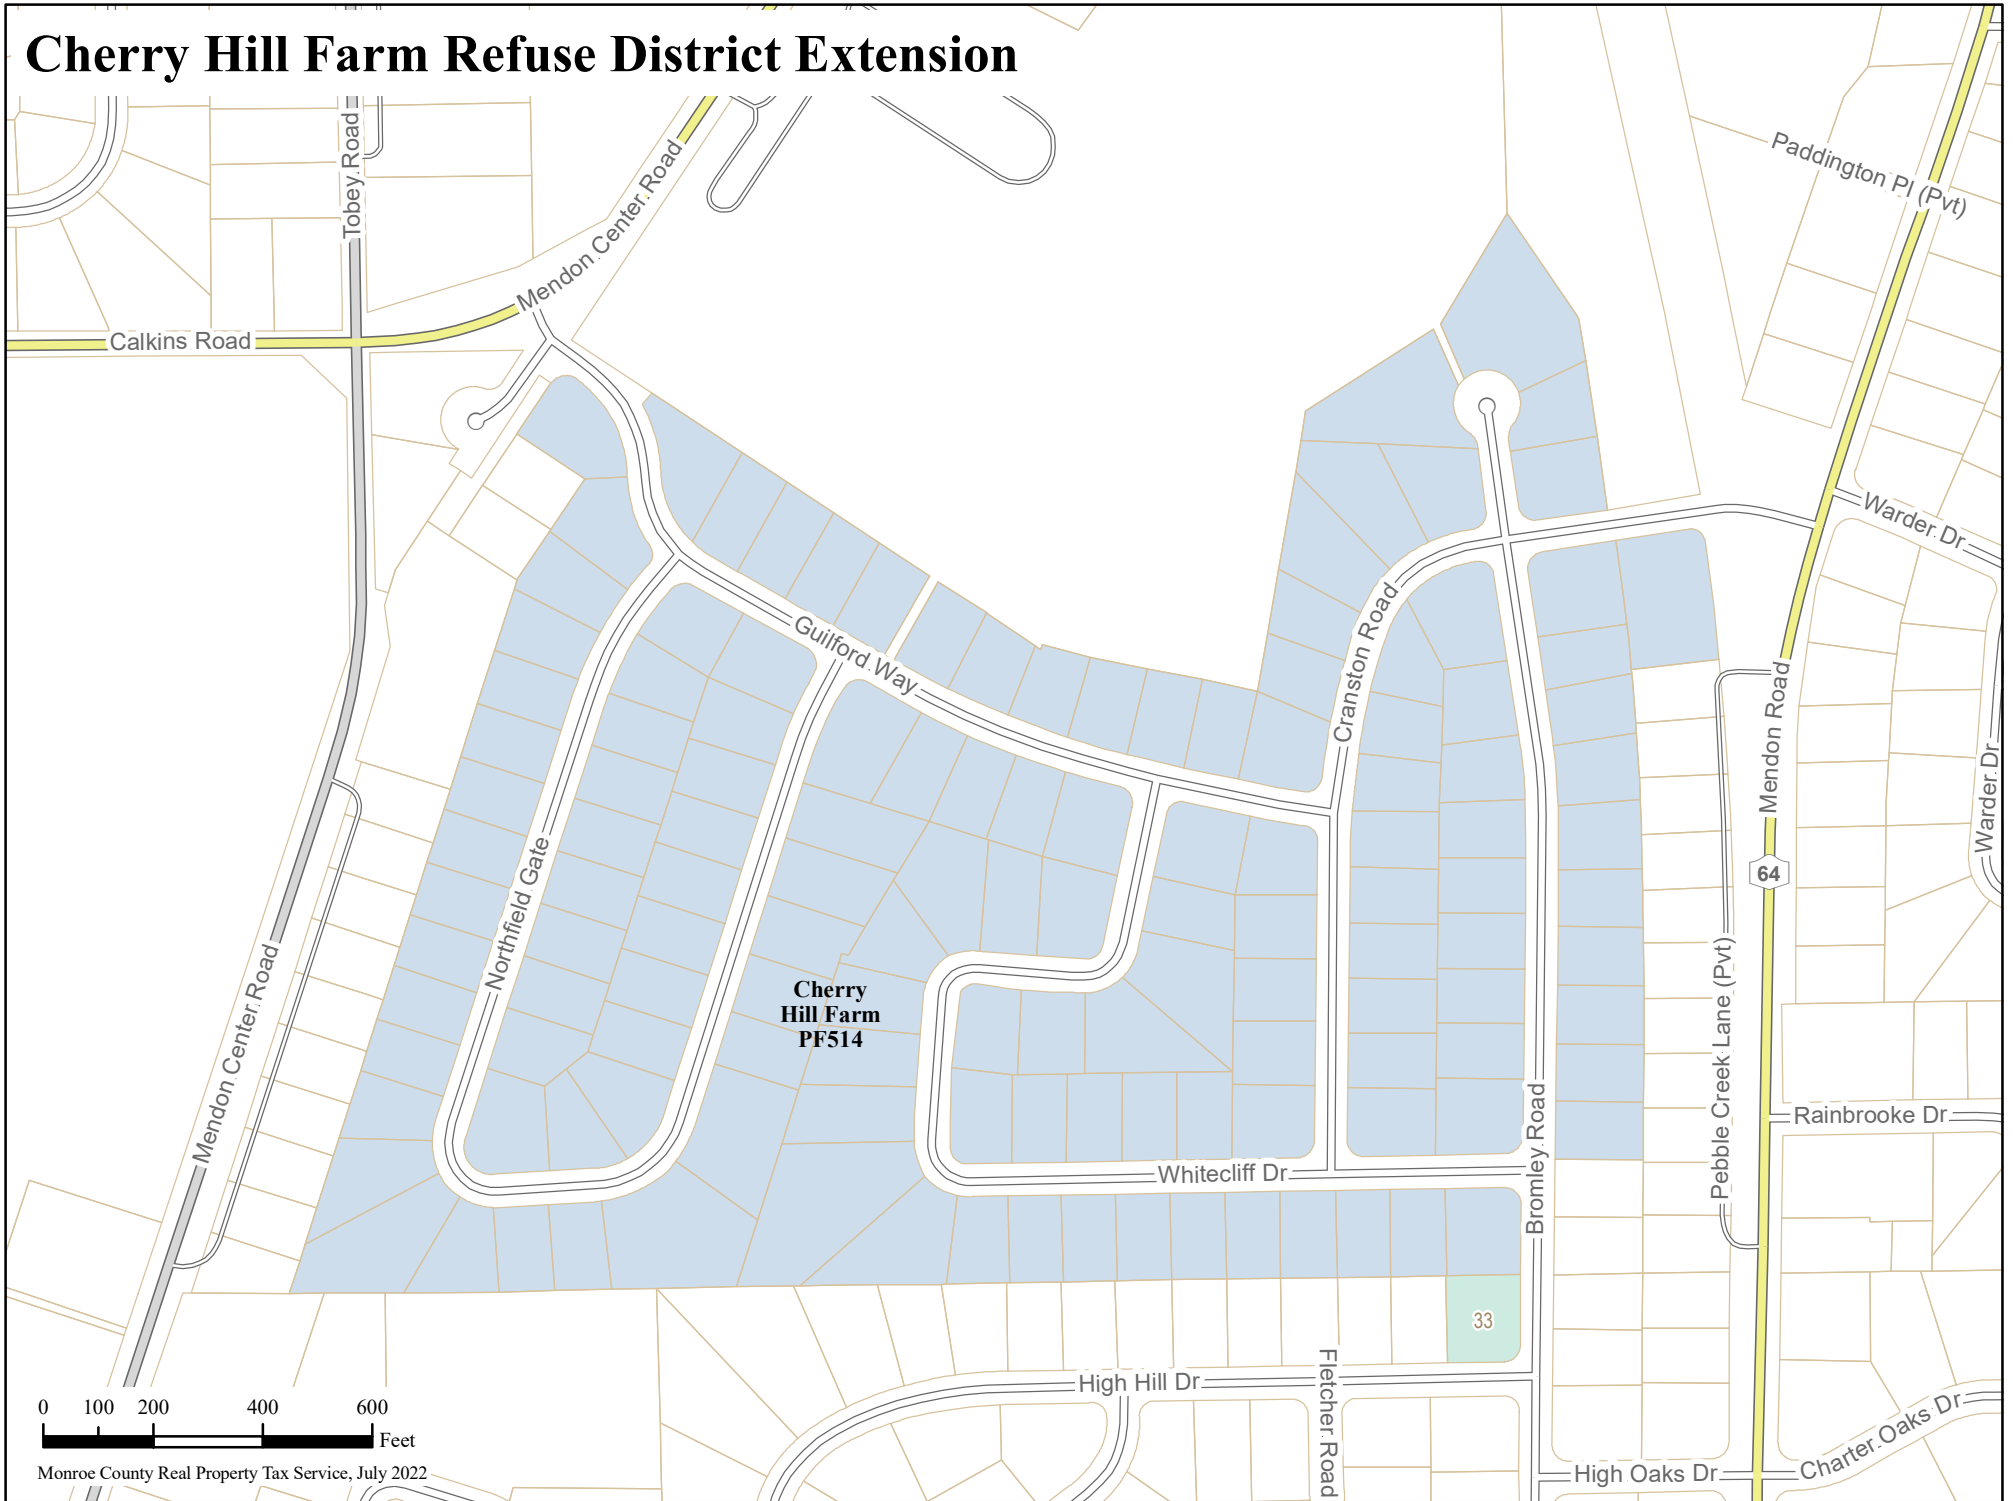 Cherry Hill Farm Refuse District Extension
Tobey Road
Mendon Center Road
Paddington Pl (Pvt)
Calkins Road
Warder Dr
Guilford Way
Cranston Road
Mendon Road
Warder Dr
64
Northfield Gate
Mendon Center Road
Cherry
Hill Farm
PF514
Pebble Creek Lane (Pvt)
Bromley Road
Rainbrooke Dr
Whitecliff Dr
33
High Hill Dr
Fletcher Road
Charter Oaks Dr
High Oaks Dr
0 100 200 400 600
Feet
Monroe County Real Property Tax Service, July 2022